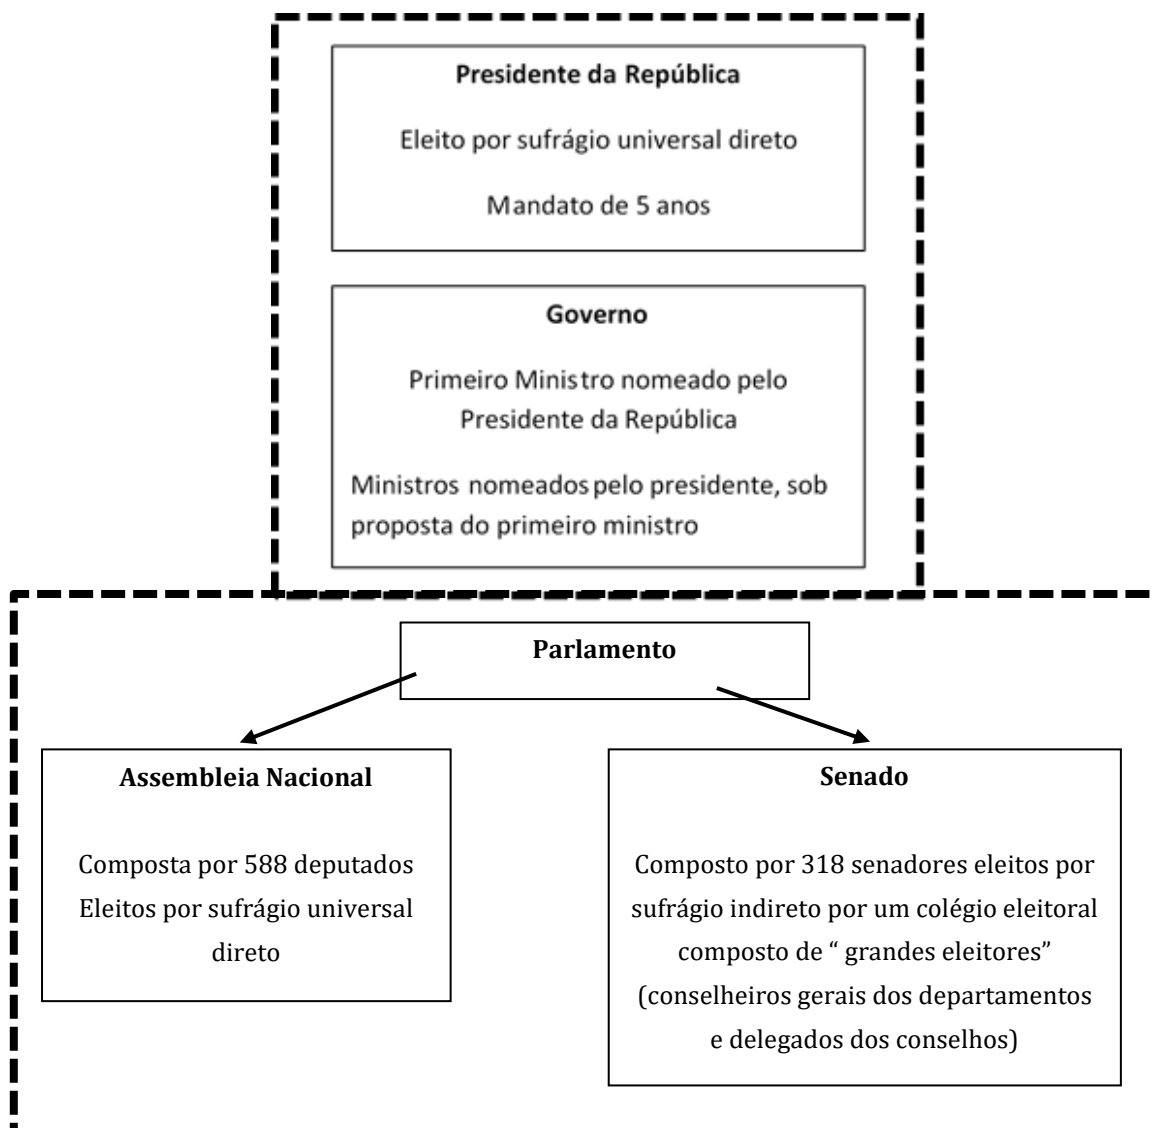 Presidente da República
Eleito por sufrágio universal direto
Mandato de 5 anos
Governo
Primeiro Ministro nomeado pelo
Presidente da República
Ministros nomeados pelo presidente, sob
proposta do primeiro ministro
Parlamento
Assembleia Nacional
Composta por 588 deputados
Eleitos por sufrágio universal
direto
Senado
Composto por 318 senadores eleitos por
sufrágio indireto por um colégio eleitoral
composto de “ grandes eleitores”
(conselheiros gerais dos departamentos
e delegados dos conselhos)